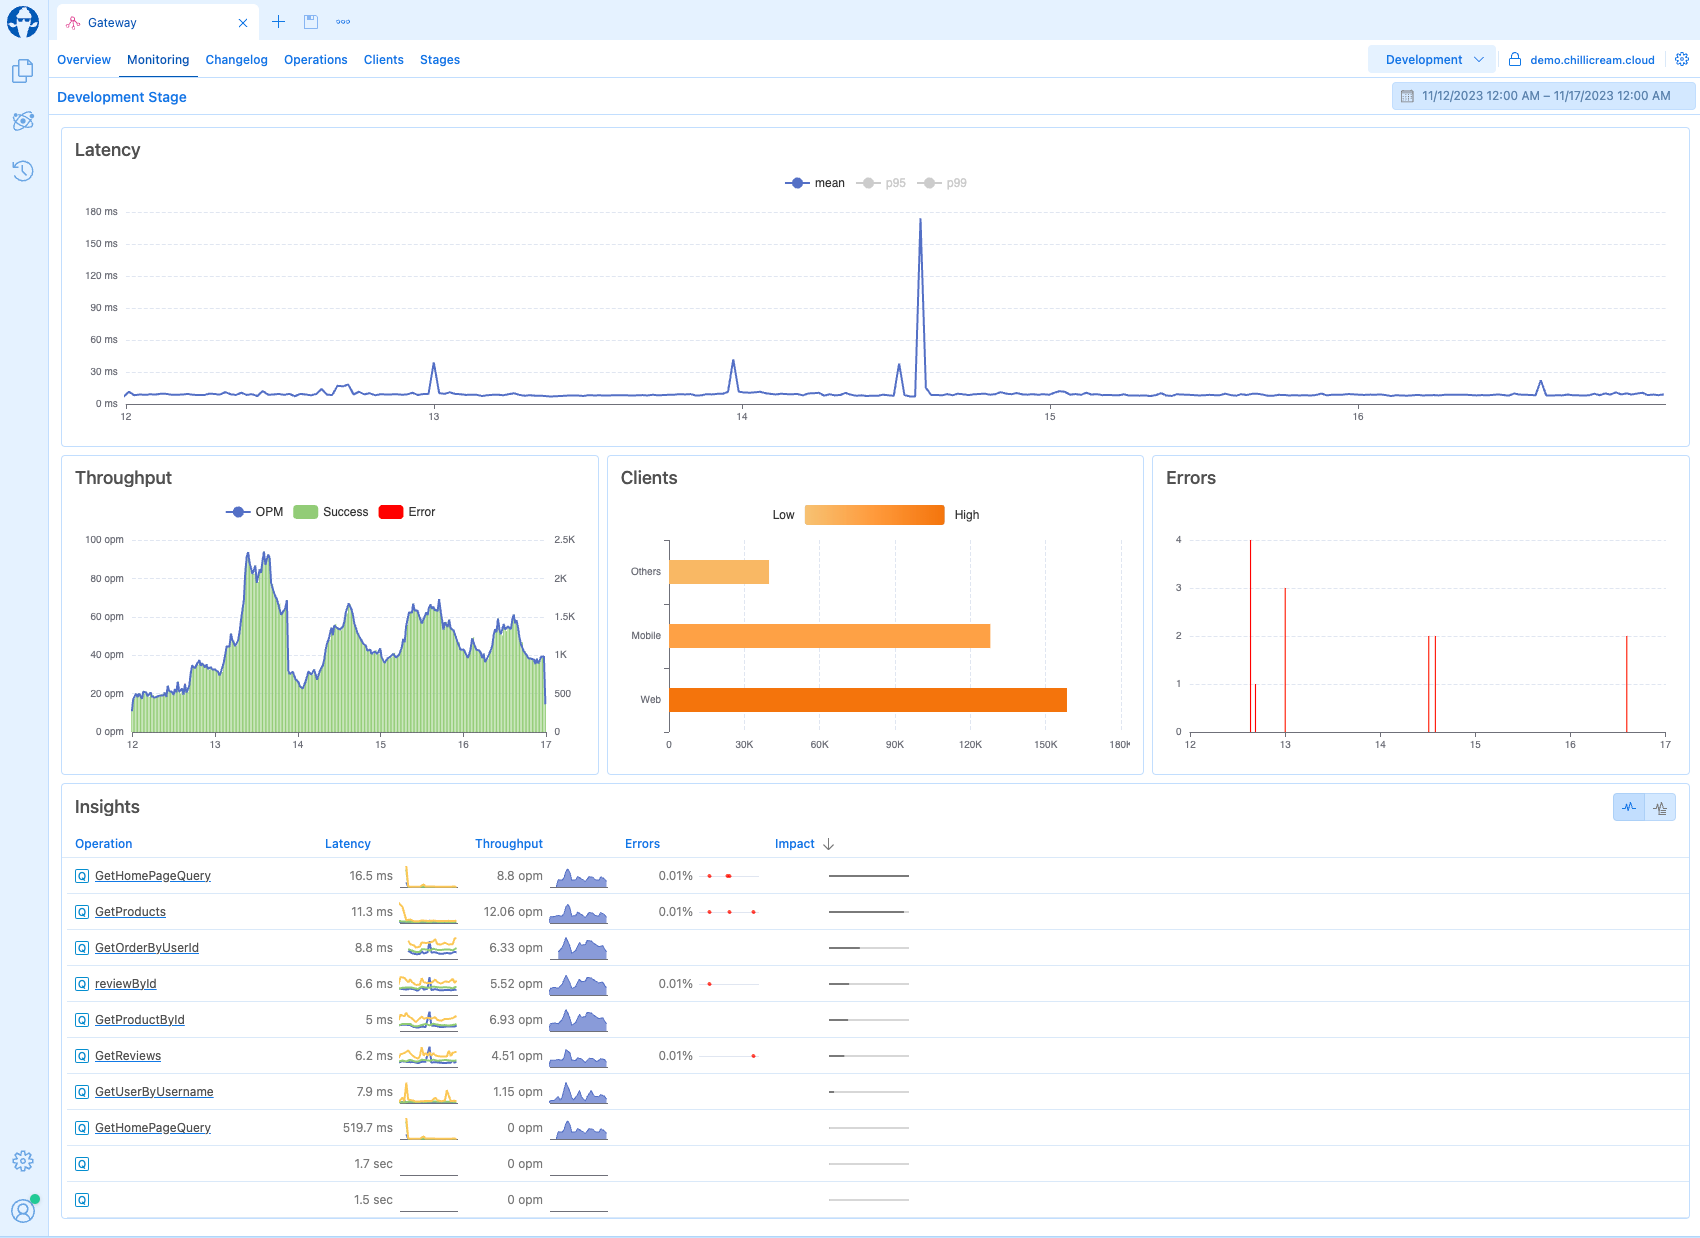 Gateway
Overview Monitoring Changelog Operations Clients Stages Development demo.chillicream.cloud
Development Stage 11/12/2023 12:00 AM – 11/17/2023 12:00 AM
Latency
mean p95 p99
180 ms
150 ms
120 ms
90 ms
60 ms
30 ms
0 ms
12 13 14 15 16
Throughput
OPM Success Error
100 opm 2.5K
80 opm 2K
60 opm 1.5K
40 opm 1K
20 opm 500
0 opm 0
12 13 14 15 16 17
Clients
Low High
Others
Mobile
Web
0 30K 60K 90K 120K 150K 180K
Errors
4
3
2
1
0
12 13 14 15 16 17
Insights
Operation Latency Throughput Errors Impact
Q GetHomePageQuery 16.5 ms 8.8 opm 0.01%
Q GetProducts 11.3 ms 12.06 opm 0.01%
Q GetOrderByUserId 8.8 ms 6.33 opm
Q reviewById 6.6 ms 5.52 opm 0.01%
Q GetProductById 5 ms 6.93 opm
Q GetReviews 6.2 ms 4.51 opm 0.01%
Q GetUserByUsername 7.9 ms 1.15 opm
Q GetHomePageQuery 519.7 ms 0 opm
Q 1.7 sec 0 opm
Q 1.5 sec 0 opm